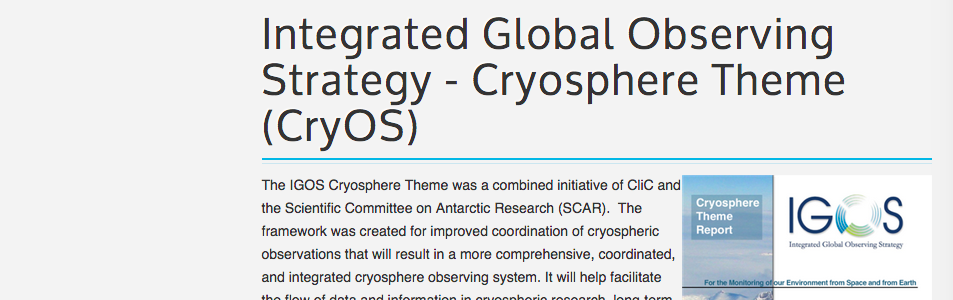 Integrated Global Observing
Strategy - Cryosphere Theme
(CryOS)
The IGOS Cryosphere Theme was a combined initiative of CliC and
the Scientific Committee on Antarctic Research (SCAR).  The
framework was created for improved coordination of cryospheric
observations that will result in a more comprehensive, coordinated,
and integrated cryosphere observing system. It will help facilitate
the flow of data and information in cryospheric research, long-term
Cryosphere
Theme
Report
IGOS
Integrated Global Observing Strategy
For the Monitoring of our Environment from Space and from Earth